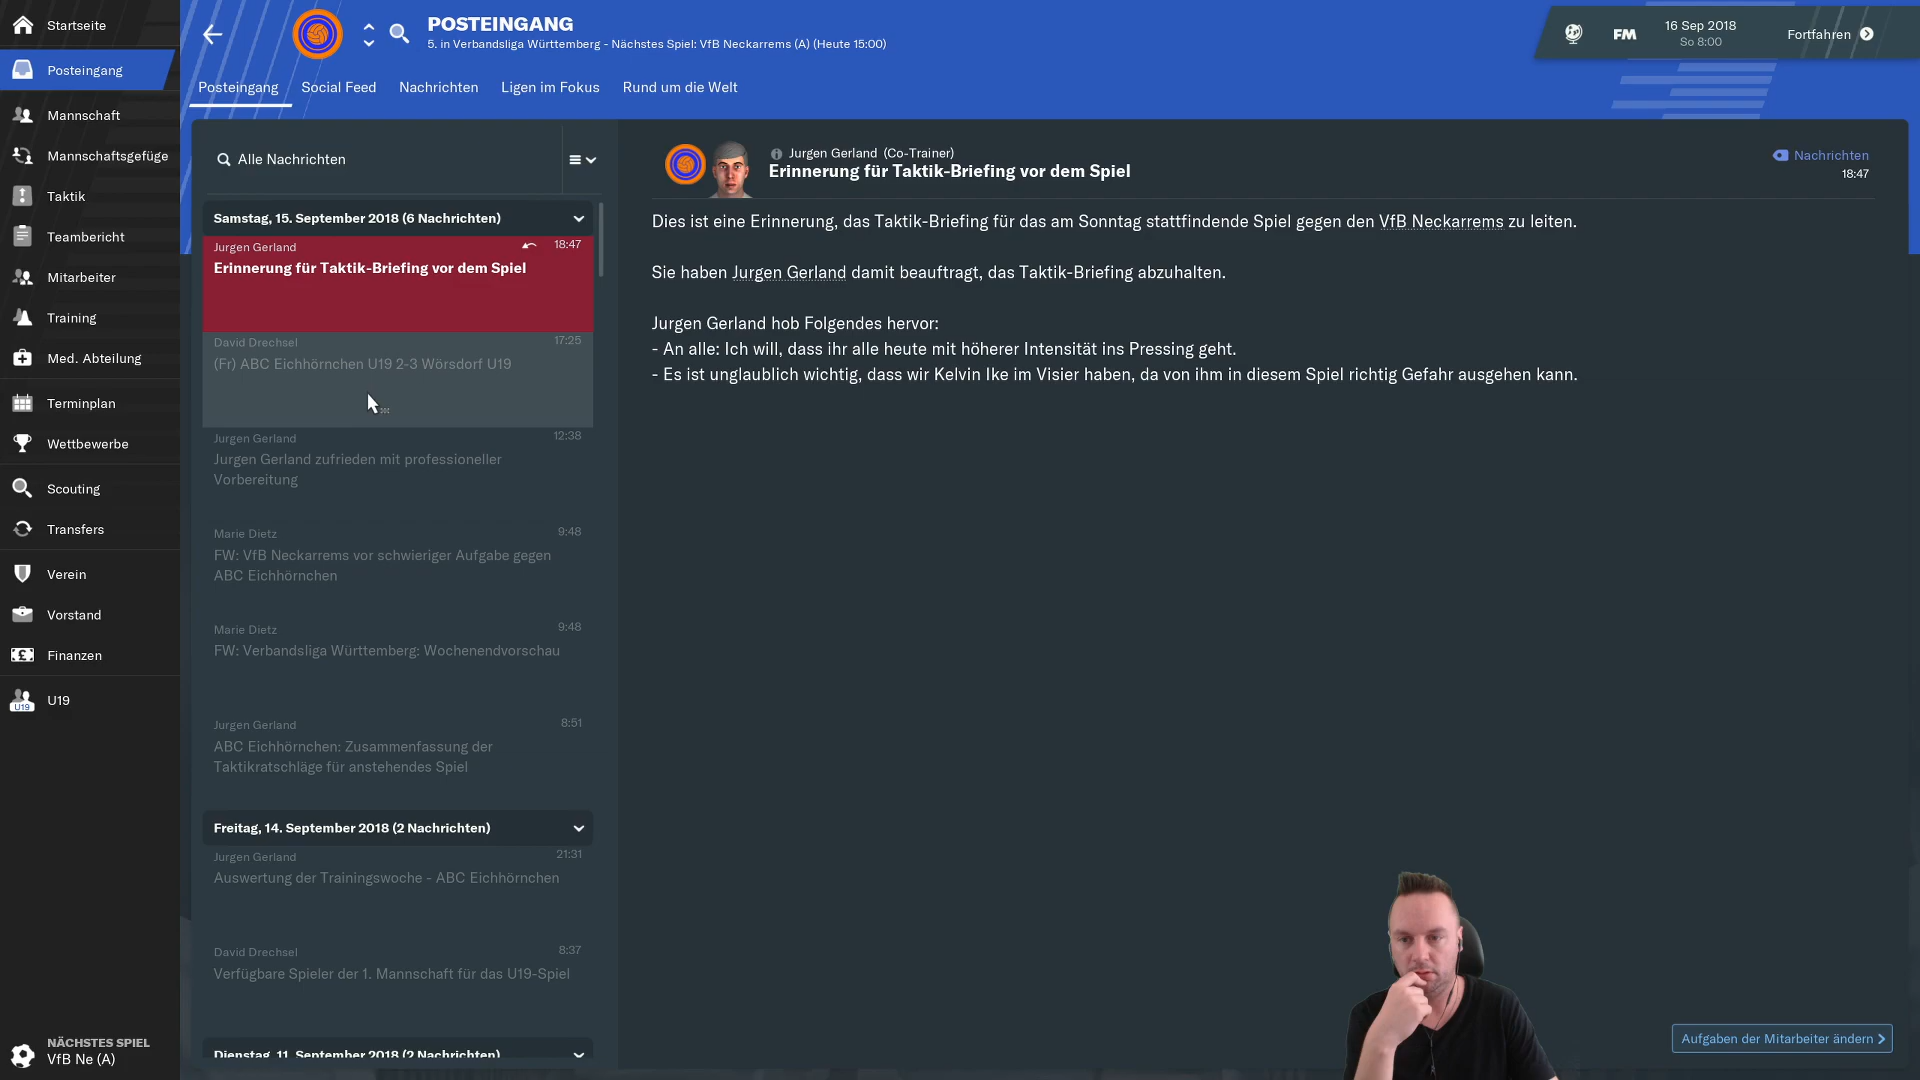 Startseite
Posteingang
Mannschaft
Mannschaftsgefüge
Taktik
Teambericht
Mitarbeiter
Training
Med. Abteilung
Terminplan
Wettbewerbe
Scouting
Transfers
Verein
Vorstand
Finanzen
U19
U19
NÄCHSTES SPIEL
VfB Ne (A)
POSTEINGANG
5. in Verbandsliga Württemberg - Nächstes Spiel: VfB Neckarrems (A) (Heute 15:00)
FM
16 Sep 2018
So 8:00
Fortfahren
Posteingang
Social Feed
Nachrichten
Ligen im Fokus
Rund um die Welt
Alle Nachrichten
Samstag, 15. September 2018 (6 Nachrichten)
Jurgen Gerland 18:47
Erinnerung für Taktik-Briefing vor dem Spiel
David Drechsel 17:25
(Fr) ABC Eichhörnchen U19 2-3 Wörsdorf U19
Jurgen Gerland 12:38
Jurgen Gerland zufrieden mit professioneller
Vorbereitung
Marie Dietz 9:48
FW: VfB Neckarrems vor schwieriger Aufgabe gegen
ABC Eichhörnchen
Marie Dietz 9:48
FW: Verbandsliga Württemberg: Wochenendvorschau
Jurgen Gerland 8:51
ABC Eichhörnchen: Zusammenfassung der
Taktikratschläge für anstehendes Spiel
Freitag, 14. September 2018 (2 Nachrichten)
Jurgen Gerland 21:31
Auswertung der Trainingswoche - ABC Eichhörnchen
David Drechsel 8:37
Verfügbare Spieler der 1. Mannschaft für das U19-Spiel
Dienstag, 11. September 2018 (2 Nachrichten)
Jurgen Gerland (Co-Trainer)
Erinnerung für Taktik-Briefing vor dem Spiel
Nachrichten
18:47
Dies ist eine Erinnerung, das Taktik-Briefing für das am Sonntag stattfindende Spiel gegen den VfB Neckarrems zu leiten.
Sie haben Jurgen Gerland damit beauftragt, das Taktik-Briefing abzuhalten.
Jurgen Gerland hob Folgendes hervor:
- An alle: Ich will, dass ihr alle heute mit höherer Intensität ins Pressing geht.
- Es ist unglaublich wichtig, dass wir Kelvin Ike im Visier haben, da von ihm in diesem Spiel richtig Gefahr ausgehen kann.
Aufgaben der Mitarbeiter ändern